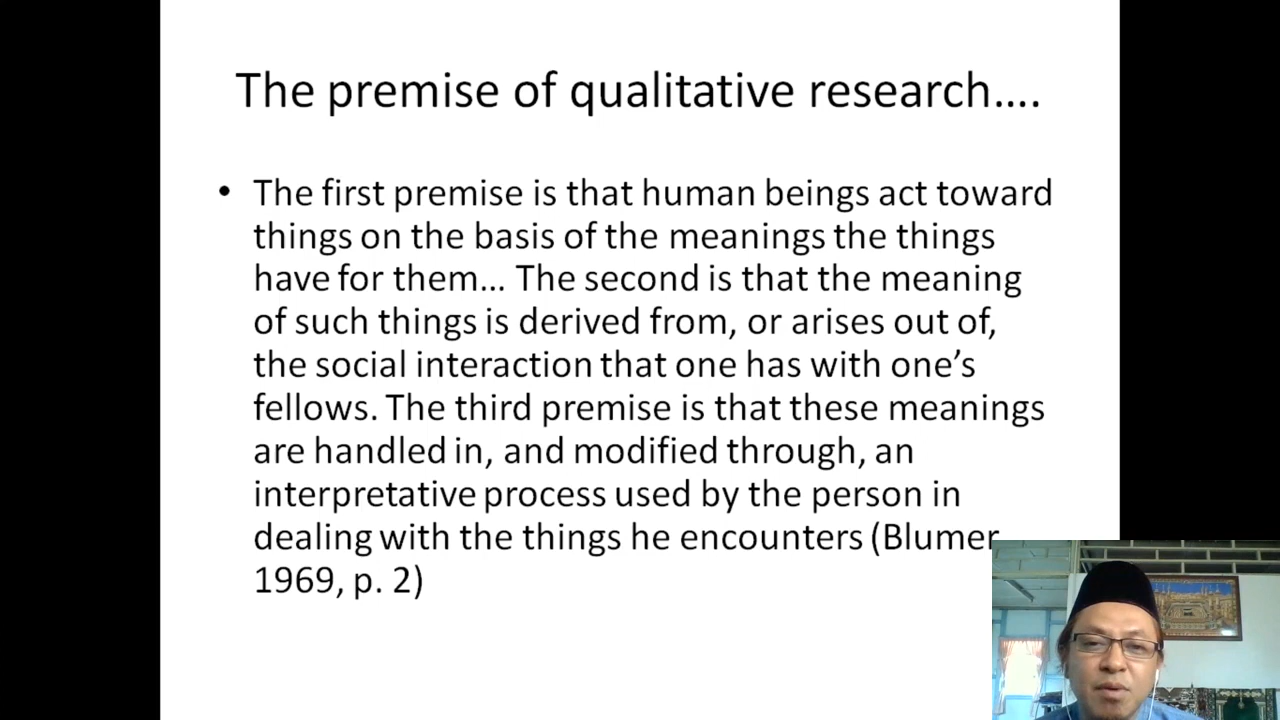 The premise of qualitative research….
• The first premise is that human beings act toward
things on the basis of the meanings the things
have for them… The second is that the meaning
of such things is derived from, or arises out of,
the social interaction that one has with one’s
fellows. The third premise is that these meanings
are handled in, and modified through, an
interpretative process used by the person in
dealing with the things he encounters (Blumer
1969, p. 2)